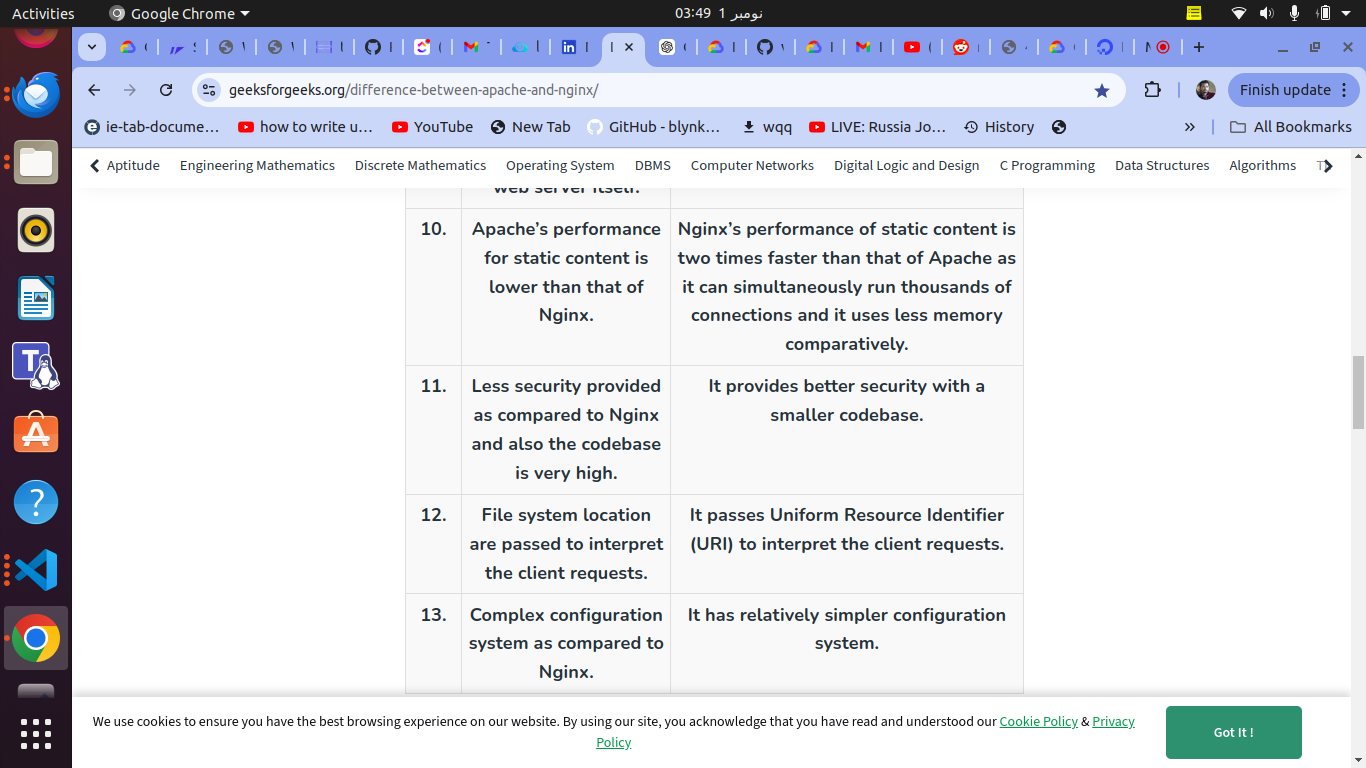 Activities
Google Chrome
03:49 1 نومبر
geeksforgeeks.org/difference-between-apache-and-nginx/
Finish update
ie-tab-docume…
how to write u…
YouTube
New Tab
GitHub - blynk…
wqq
LIVE: Russia Jo…
History
»
All Bookmarks
Aptitude
Engineering Mathematics
Discrete Mathematics
Operating System
DBMS
Computer Networks
Digital Logic and Design
C Programming
Data Structures
Algorithms
web server itself.
10.
Apache’s performance
for static content is
lower than that of
Nginx.
Nginx’s performance of static content is
two times faster than that of Apache as
it can simultaneously run thousands of
connections and it uses less memory
comparatively.
11.
Less security provided
as compared to Nginx
and also the codebase
is very high.
It provides better security with a
smaller codebase.
12.
File system location
are passed to interpret
the client requests.
It passes Uniform Resource Identifier
(URI) to interpret the client requests.
13.
Complex configuration
system as compared to
Nginx.
It has relatively simpler configuration
system.
We use cookies to ensure you have the best browsing experience on our website. By using our site, you acknowledge that you have read and understood our Cookie Policy & Privacy
Policy
Got It !